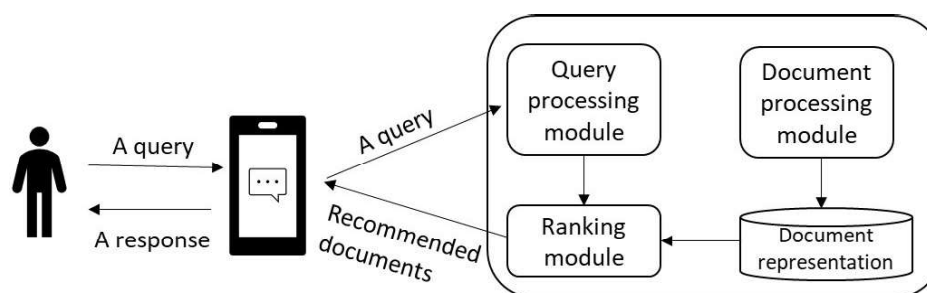 A query
A response
A query
Recommended
documents
Query
processing
module
Ranking
module
Document
processing
module
Document
representation